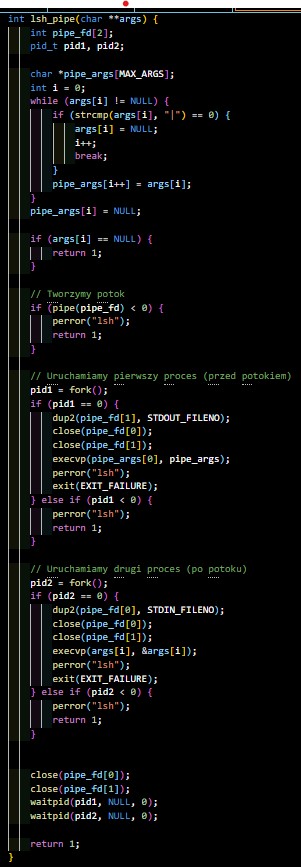 int lsh_pipe(char **args) {
int pipe_fd[2];
pid_t pid1, pid2;
char *pipe_args[MAX_ARGS];
int i = 0;
while (args[i] != NULL) {
if (strcmp(args[i], "|") == 0) {
args[i] = NULL;
i++;
break;
}
pipe_args[i++] = args[i];
}
pipe_args[i] = NULL;
if (args[i] == NULL) {
return 1;
}
// Tworzymy potok
if (pipe(pipe_fd) < 0) {
perror("lsh");
return 1;
}
// Uruchamiamy pierwszy proces (przed potokiem)
pid1 = fork();
if (pid1 == 0) {
dup2(pipe_fd[1], STDOUT_FILENO);
close(pipe_fd[0]);
close(pipe_fd[1]);
execvp(pipe_args[0], pipe_args);
perror("lsh");
exit(EXIT_FAILURE);
} else if (pid1 < 0) {
perror("lsh");
return 1;
}
// Uruchamiamy drugi proces (po potoku)
pid2 = fork();
if (pid2 == 0) {
dup2(pipe_fd[0], STDIN_FILENO);
close(pipe_fd[0]);
close(pipe_fd[1]);
execvp(args[i], &args[i]);
perror("lsh");
exit(EXIT_FAILURE);
} else if (pid2 < 0) {
perror("lsh");
return 1;
}
close(pipe_fd[0]);
close(pipe_fd[1]);
waitpid(pid1, NULL, 0);
waitpid(pid2, NULL, 0);
return 1;
}